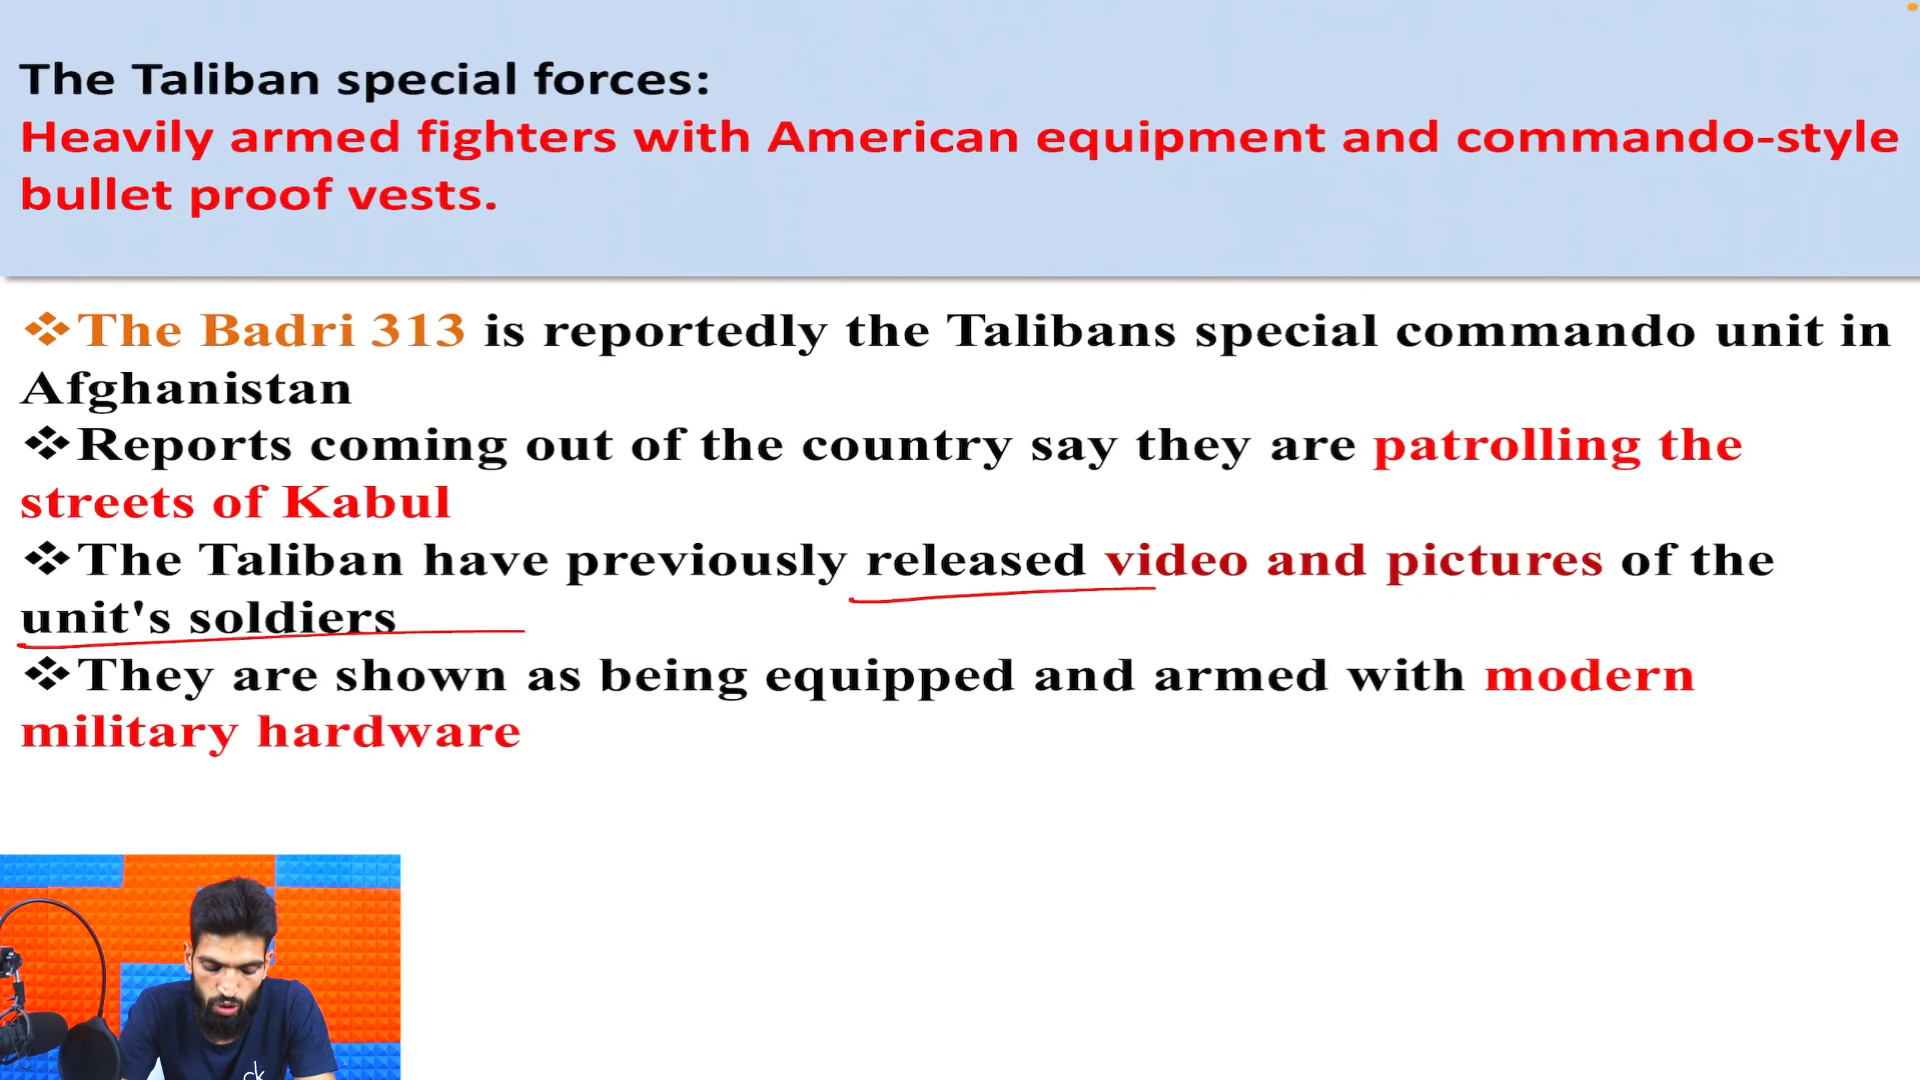 The Taliban special forces:
Heavily armed fighters with American equipment and commando-style
bullet proof vests.
❖The Badri 313 is reportedly the Talibans special commando unit in
Afghanistan
❖Reports coming out of the country say they are patrolling the
streets of Kabul
❖The Taliban have previously released video and pictures of the
unit's soldiers
❖They are shown as being equipped and armed with modern
military hardware
ck